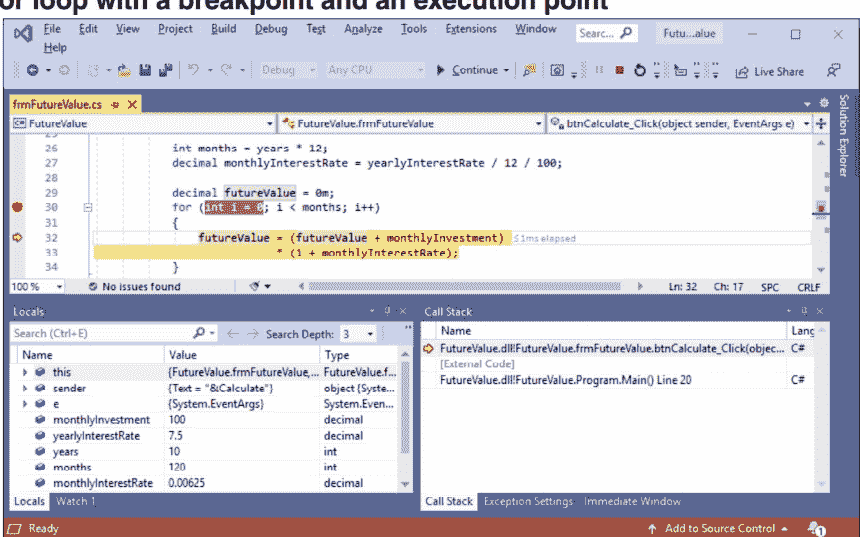 or loop with a breakpoint and an execution point
File Edit View Project Build Debug Test Analyze Tools Extensions Window Searc... Futu...alue
Help
Debug Any CPU Continue Live Share
frmFutureValue.cs
FutureValue FutureValue.frmFutureValue btnCalculate_Click(object sender, EventArgs e)
25
26 int months = years * 12;
27 decimal monthlyInterestRate = yearlyInterestRate / 12 / 100;
28
29 decimal futureValue = 0m;
30 for (int i = 0; i < months; i++)
31 {
32 futureValue = (futureValue + monthlyInvestment) ≤ 1ms elapsed
33 * (1 + monthlyInterestRate);
34 }
100 % No issues found Ln: 32 Ch: 17 SPC CRLF
Solution Explorer
Locals
Search (Ctrl+E) Search Depth: 3
Name Value Type
this {FutureValue.frmFutureValue,... FutureValue.f...
sender {Text = "&Calculate"} object {Syste...
e {System.EventArgs} System.Even...
monthlyInvestment 100 decimal
yearlyInterestRate 7.5 decimal
years 10 int
months 120 int
monthlyInterestRate 0.00625 decimal
Locals Watch 1
Call Stack
Name Lang
FutureValue.dll!FutureValue.frmFutureValue.btnCalculate_Click(objec... C#
[External Code]
FutureValue.dll!FutureValue.Program.Main() Line 20 C#
Call Stack Exception Settings Immediate Window
Ready Add to Source Control 1